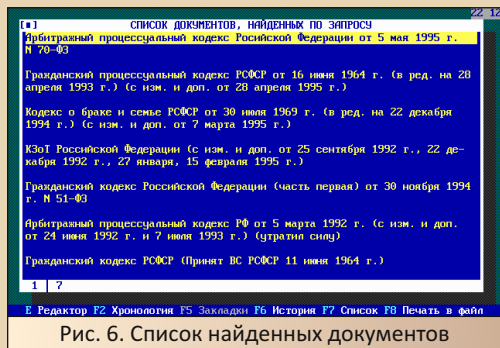 22 12
[■] СПИСОК ДОКУМЕНТОВ, НАЙДЕННЫХ ПО ЗАПРОСУ
Арбитражный процессуальный кодекс Росийской Федерации от 5 мая 1995 г.
N 70-ФЗ
Гражданский процессуальный кодекс РСФСР от 16 июня 1964 г. (в ред. на 28
апреля 1993 г.) (с изм. и доп. от 28 апреля 1995 г.)
Кодекс о браке и семье РСФСР от 30 июля 1969 г. (в ред. на 22 декабря
1994 г.) (с изм. и доп. от 7 марта 1995 г.)
КЗоТ Российской Федерации (с изм. и доп. от 25 сентября 1992 г., 22 де-
кабря 1992 г., 27 января, 15 февраля 1995 г.)
Гражданский кодекс Российской Федерации (часть первая) от 30 ноября 1994
г. N 51-ФЗ
Арбитражный процессуальный кодекс РФ от 5 марта 1992 г. (с изм. и доп.
от 24 июня 1992 г. и 7 июля 1993 г.) (утратил силу)
Гражданский кодекс РСФСР (Принят ВС РСФСР 11 июня 1964 г.)
1 7
E Редактор F2 Хронология F5 Закладки F6 История F7 Список F8 Печать в файл
Рис. 6. Список найденных документов